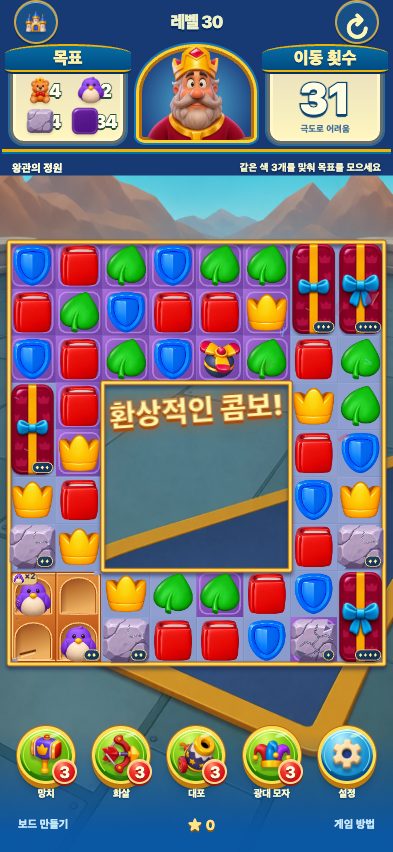 레벨 30
목표
이동 횟수
4
2
4
34
31
극도로 어려움
왕관의 정원
같은 색 3개를 맞춰 목표를 모으세요
환상적인 콤보!
x2
3
3
3
3
망치
화살
대포
광대 모자
설정
보드 만들기
0
게임 방법